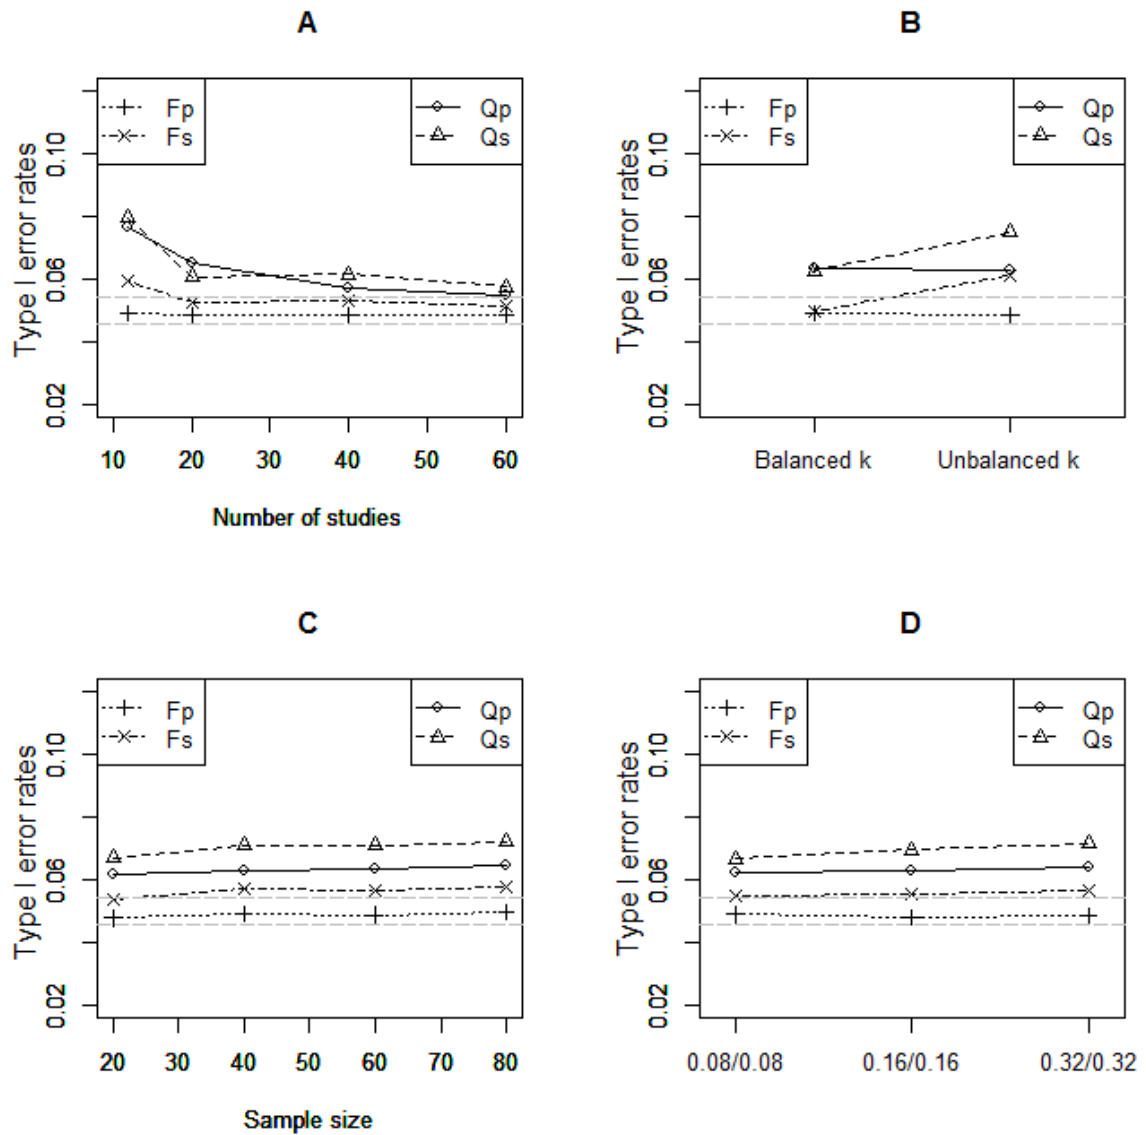 A
Fp
Fs
Qp
Qs
Type I error rates
0.02 0.06 0.10
10 20 30 40 50 60
Number of studies
B
Fp
Fs
Qp
Qs
Type I error rates
0.02 0.06 0.10
Balanced k Unbalanced k
C
Fp
Fs
Qp
Qs
Type I error rates
0.02 0.06 0.10
20 30 40 50 60 70 80
Sample size
D
Fp
Fs
Qp
Qs
Type I error rates
0.02 0.06 0.10
0.08/0.08 0.16/0.16 0.32/0.32